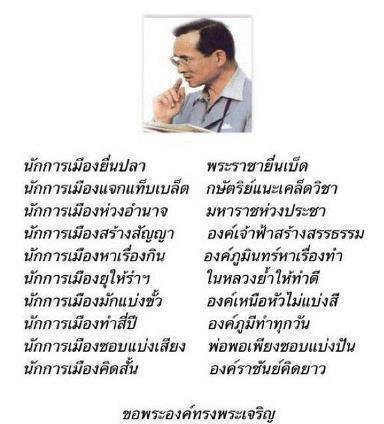 นักการเมืองยื่นปลา พระราชายื่นเบ็ด
นักการเมืองแจกแท็บเบล็ต กษัตริย์แนะเคล็ดวิชา
นักการเมืองห่วงอำนาจ มหาราชห่วงประชา
นักการเมืองสร้างสัญญา องค์เจ้าฟ้าสร้างสรรธรรม
นักการเมืองหาเรื่องกิน องค์ภูมินทร์หาเรื่องทำ
นักการเมืองยุให้รำฯ ในหลวงย้ำให้ทำดี
นักการเมืองมักแบ่งขั้ว องค์เหนือหัวไม่แบ่งสี
นักการเมืองทำสี่ปี องค์ภูมีทำทุกวัน
นักการเมืองชอบแบ่งเสียง พ่อพอเพียงชอบแบ่งปัน
นักการเมืองคิดสั้น องค์ราชันย์คิดยาว
ขอพระองค์ทรงพระเจริญ